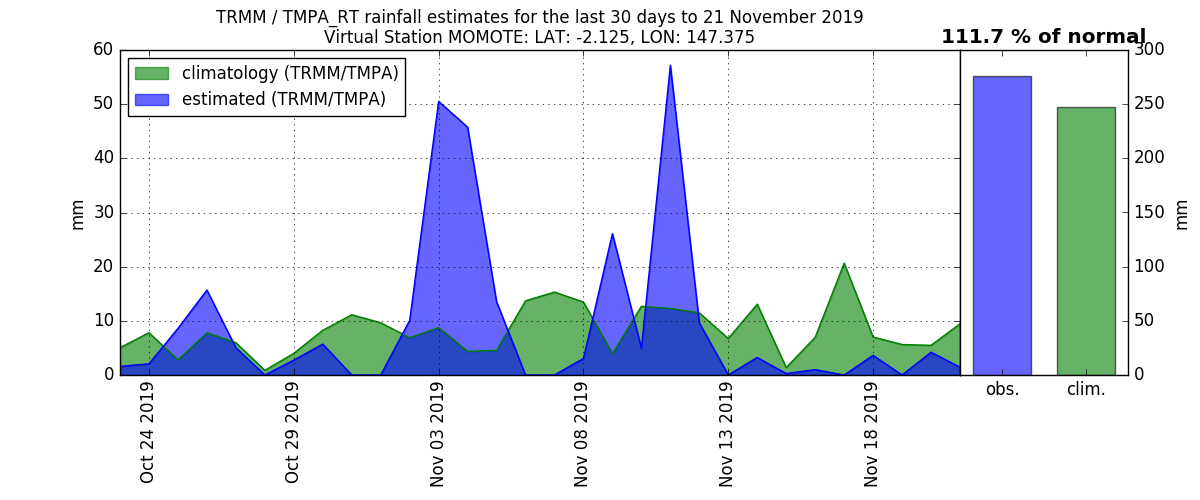 TRMM / TMPA_RT rainfall estimates for the last 30 days to 21 November 2019
Virtual Station MOMOTE: LAT: -2.125, LON: 147.375
111.7 % of normal
climatology (TRMM/TMPA)
estimated (TRMM/TMPA)
60
50
40
30
20
10
0
mm
Oct 24 2019
Oct 29 2019
Nov 03 2019
Nov 08 2019
Nov 13 2019
Nov 18 2019
300
250
200
150
100
50
0
mm
obs.
clim.